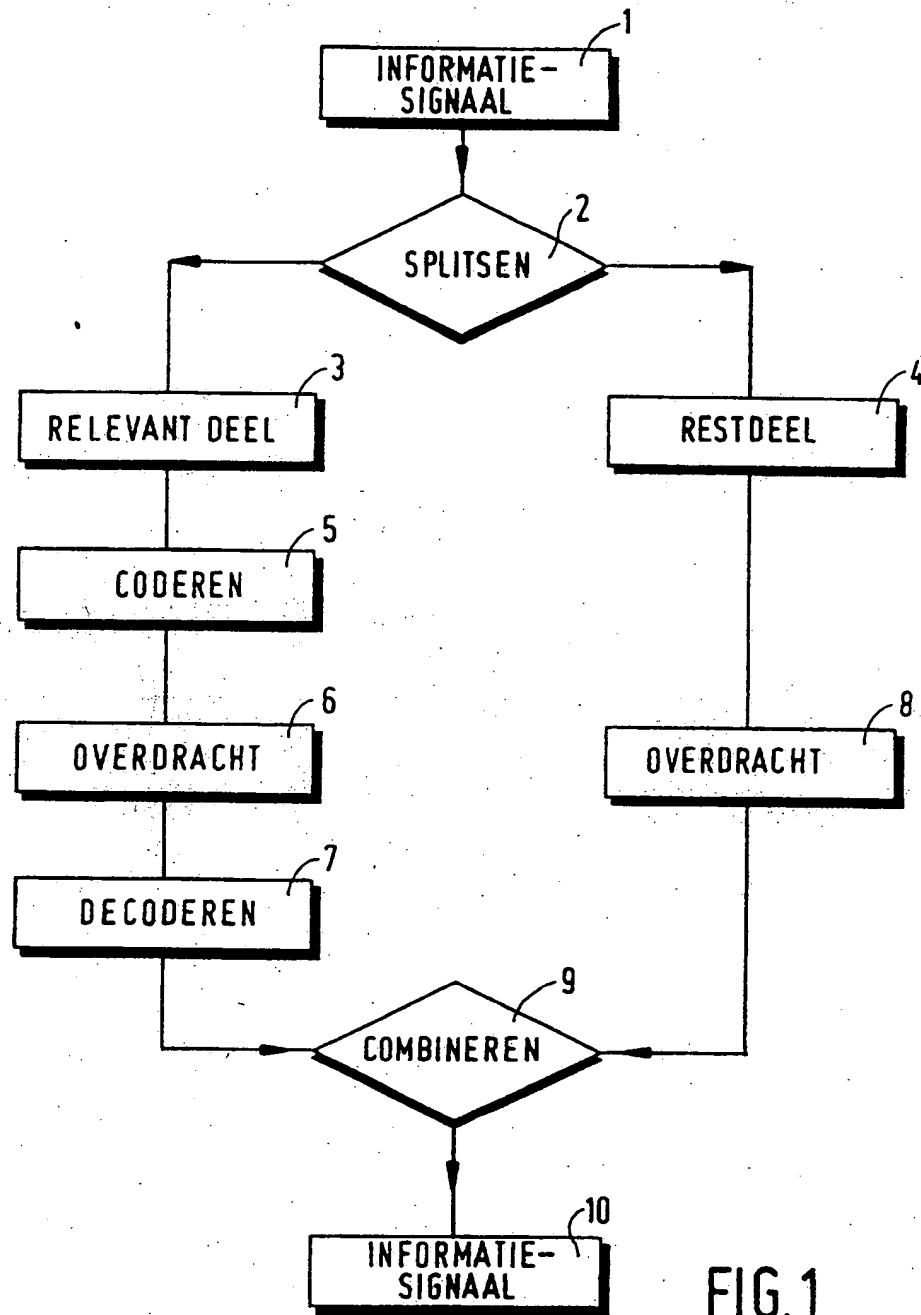 1
INFORMATIE-
SIGNAAL
2
SPLITSEN
3
RELEVANT DEEL
4
RESTDEEL
5
CODEREN
6
OVERDRACHT
8
OVERDRACHT
7
DECODEREN
9
COMBINEREN
10
INFORMATIE-
SIGNAAL
FIG.1